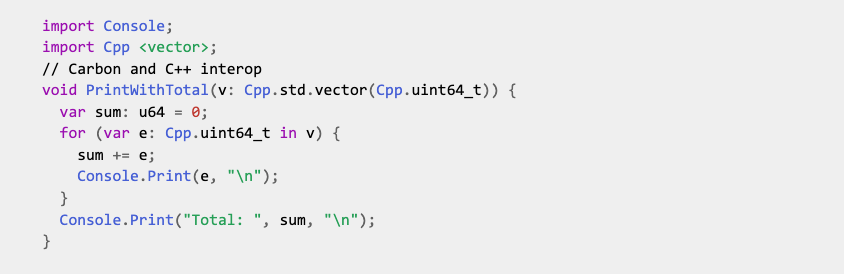 import Console;
import Cpp <vector>;
// Carbon and C++ interop
void PrintWithTotal(v: Cpp.std.vector(Cpp.uint64_t)) {
  var sum: u64 = 0;
  for (var e: Cpp.uint64_t in v) {
    sum += e;
    Console.Print(e, "\n");
  }
  Console.Print("Total: ", sum, "\n");
}